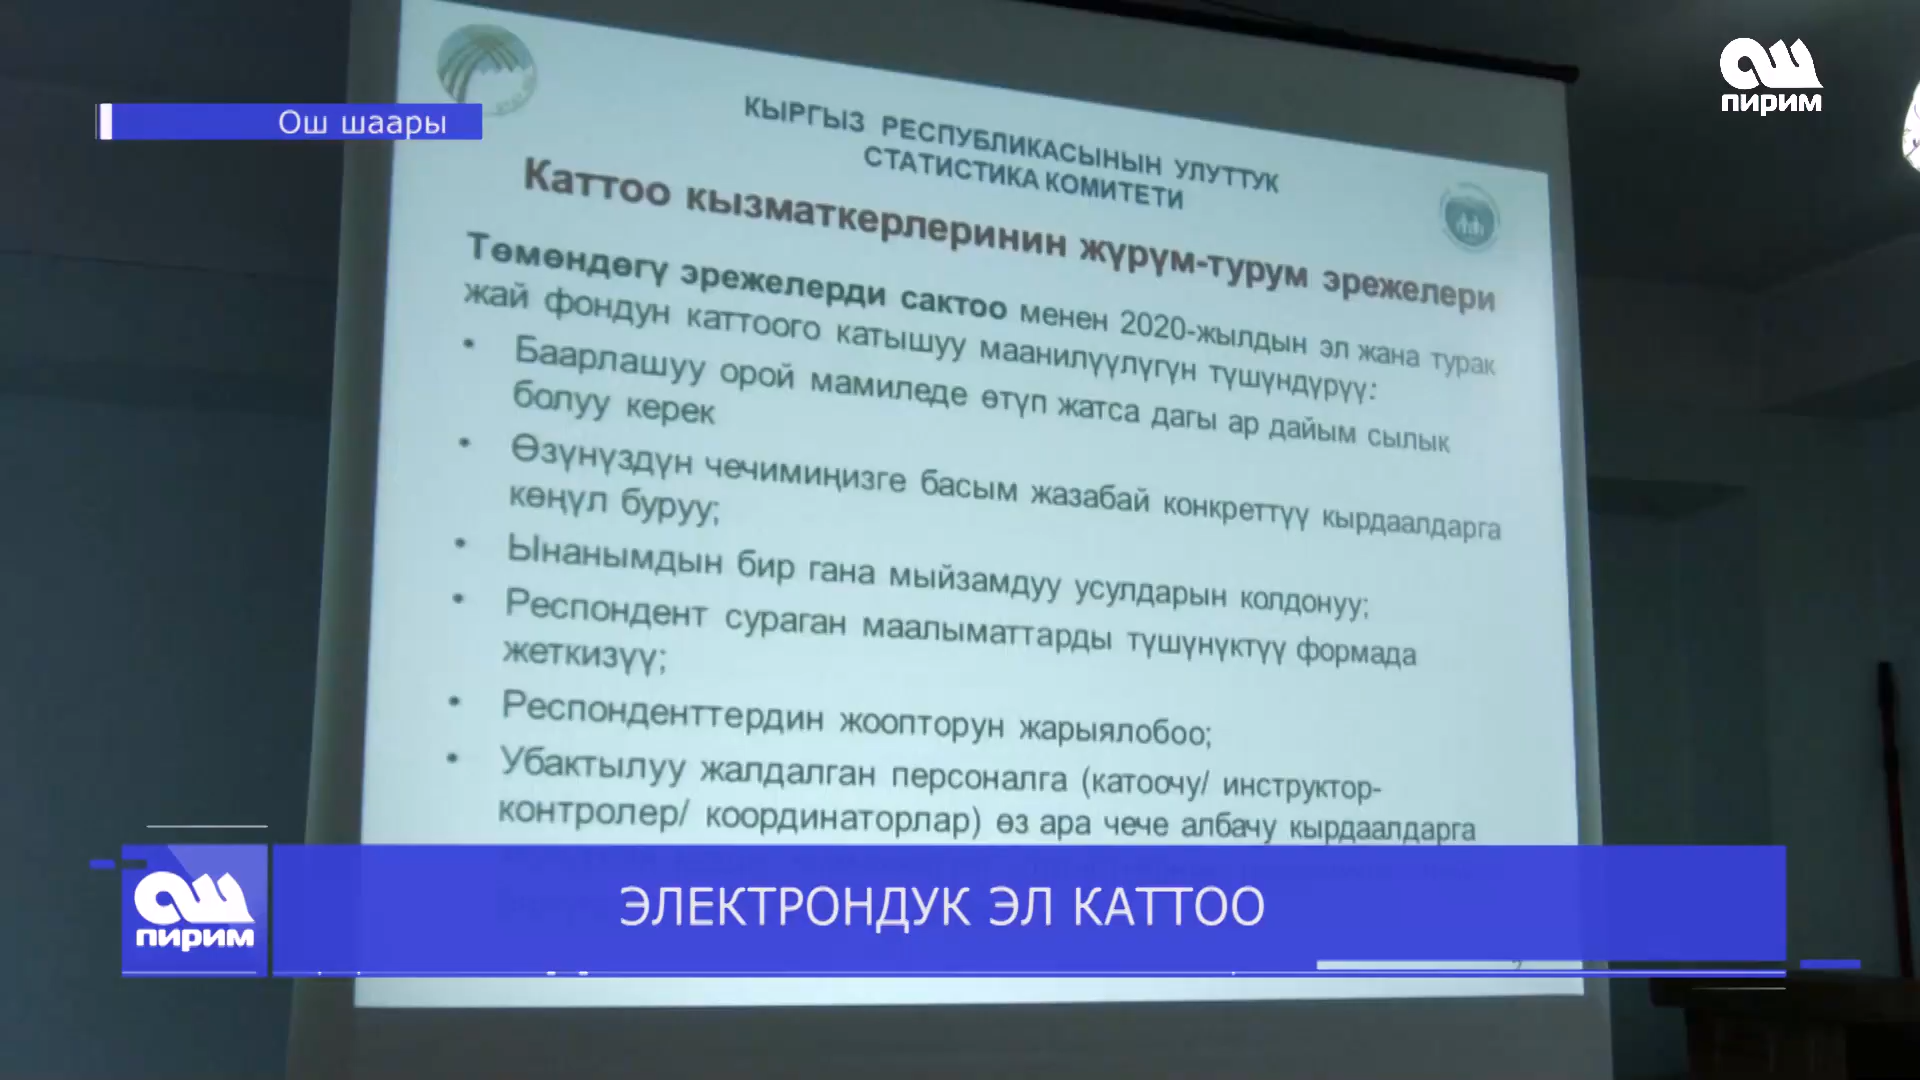 Ош шаары
ОШ
ПИРИМ
КЫРГЫЗ РЕСПУБЛИКАСЫНЫН УЛУТТУК
СТАТИСТИКА КОМИТЕТИ
Каттоо кызматкерлеринин жүрүм-турум эрежелери
Төмөндөгү эрежелерди сактоо менен 2020-жылдын эл жана турак
жай фондун каттоого катышуу маанилүүлүгүн түшүндүрүү:
• Баарлашуу орой мамиледе өтүп жатса дагы ар дайым сылык
болуу керек
• Өзүнүздүн чечимиңизге басым жазабай конкреттүү кырдаалдарга
көңүл буруу;
• Ынанымдын бир гана мыйзамдуу усулдарын колдонуу;
• Респондент сураган маалыматтарды түшүнүктүү формада
жеткизүү;
• Респонденттердин жоопторун жарыялобоо;
• Убактылуу жалдалган персоналга (катоочу/ инструктор-
контролер/ координаторлар) өз ара чече албачу кырдаалдарга
ОШ
ПИРИМ
ЭЛЕКТРОНДУК ЭЛ КАТТОО